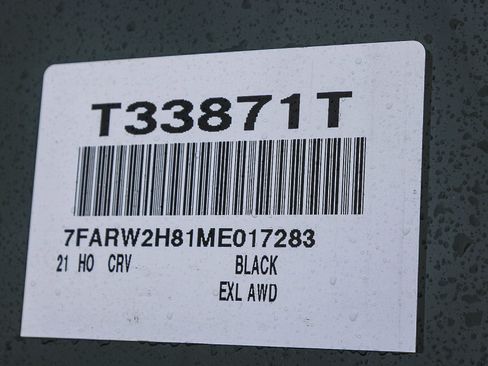 T33871T
7FARW2H81ME017283
21 HO CRV BLACK
EXL AWD